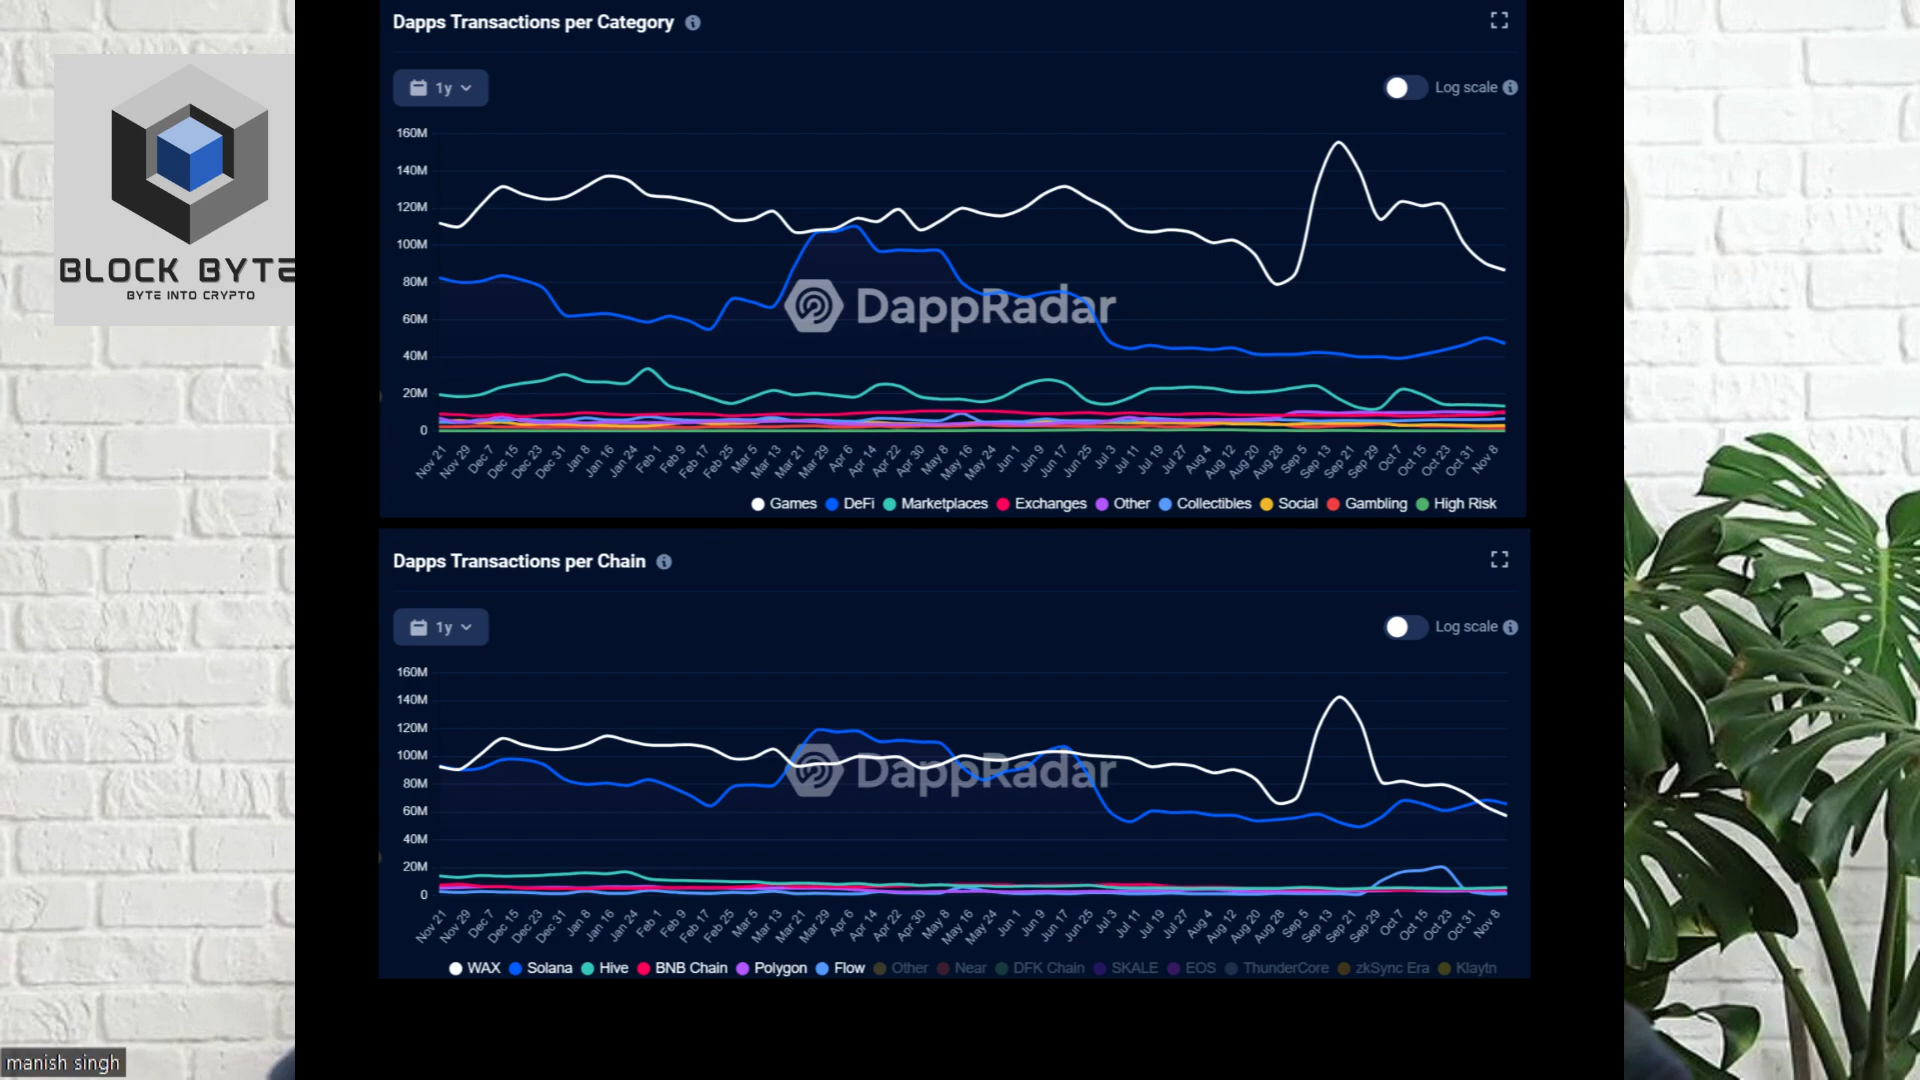 BLOCK BYTE
BYTE INTO CRYPTO
Dapps Transactions per Category
1y
Log scale
160M
140M
120M
100M
80M
60M
40M
20M
0
DappRadar
Nov 21 Nov 29 Dec 7 Dec 15 Dec 23 Dec 31 Jan 8 Jan 16 Jan 24 Feb 1 Feb 9 Feb 17 Feb 25 Mar 5 Mar 13 Mar 21 Mar 29 Apr 6 Apr 14 Apr 22 Apr 30 May 8 May 16 May 24 Jun 1 Jun 9 Jun 17 Jun 25 Jul 3 Jul 11 Jul 19 Jul 27 Aug 4 Aug 12 Aug 20 Aug 28 Sep 5 Sep 13 Sep 21 Sep 29 Oct 7 Oct 15 Oct 23 Oct 31 Nov 8
Games DeFi Marketplaces Exchanges Other Collectibles Social Gambling High Risk
Dapps Transactions per Chain
1y
Log scale
160M
140M
120M
100M
80M
60M
40M
20M
0
DappRadar
Nov 21 Nov 29 Dec 7 Dec 15 Dec 23 Dec 31 Jan 8 Jan 16 Jan 24 Feb 1 Feb 9 Feb 17 Feb 25 Mar 5 Mar 13 Mar 21 Mar 29 Apr 6 Apr 14 Apr 22 Apr 30 May 8 May 16 May 24 Jun 1 Jun 9 Jun 17 Jun 25 Jul 3 Jul 11 Jul 19 Jul 27 Aug 4 Aug 12 Aug 20 Aug 28 Sep 5 Sep 13 Sep 21 Sep 29 Oct 7 Oct 15 Oct 23 Oct 31 Nov 8
WAX Solana Hive BNB Chain Polygon Flow Other Near DFK Chain SKALE EOS ThunderCore zkSync Era Klaytn
manish singh